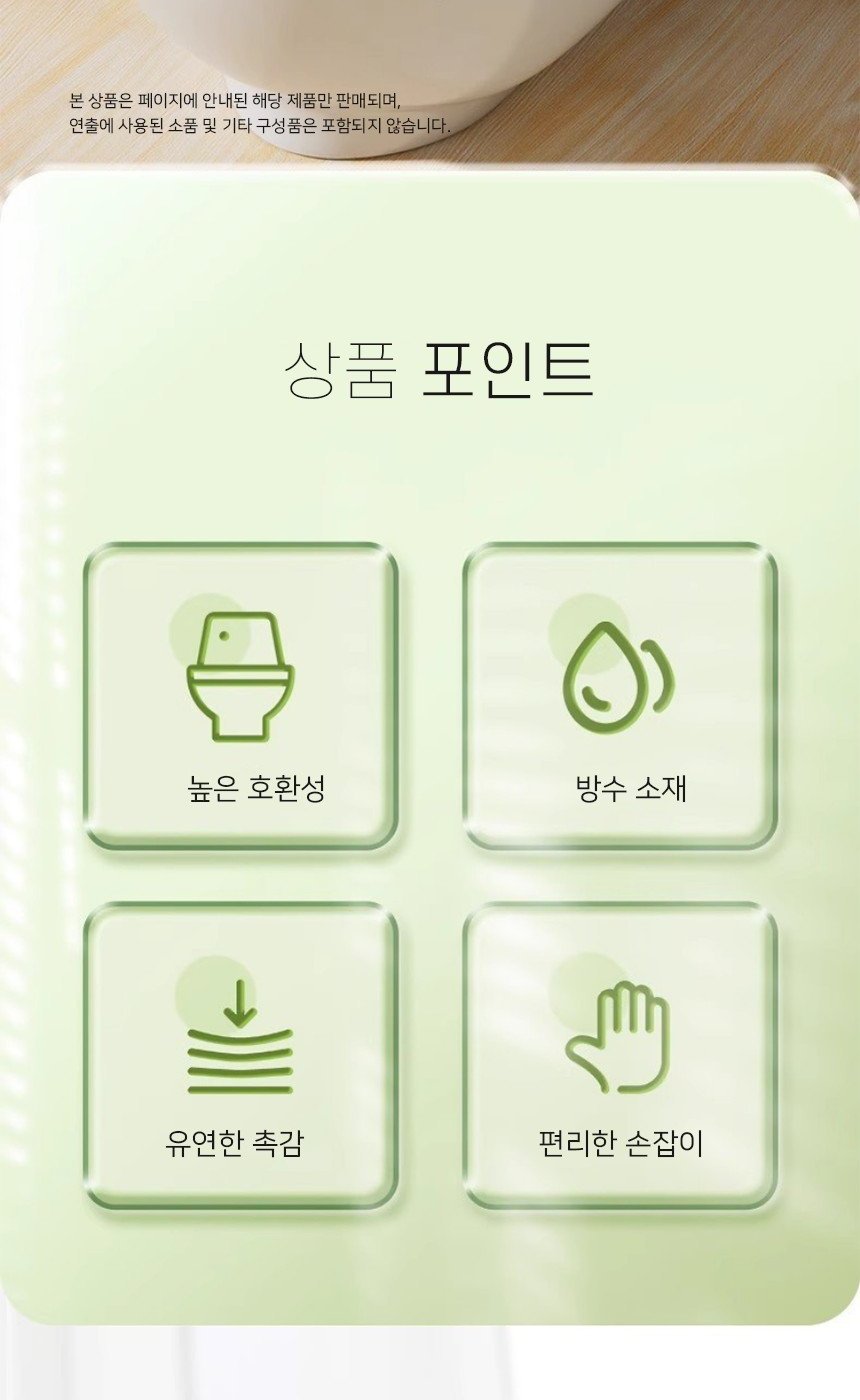 본 상품은 페이지에 안내된 해당 제품만 판매되며,
연출에 사용된 소품 및 기타 구성품은 포함되지 않습니다.
상품 포인트
높은 호환성
방수 소재
유연한 촉감
편리한 손잡이